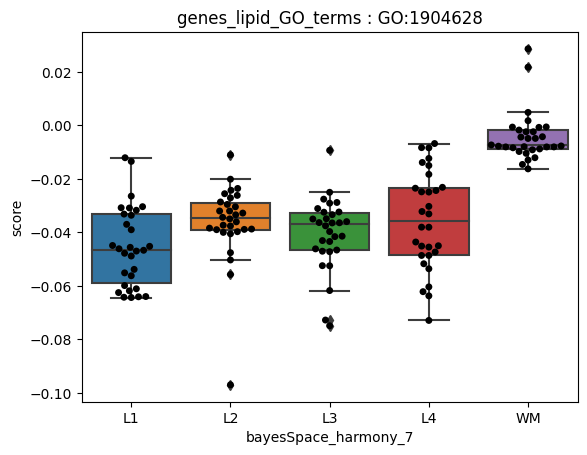 genes_lipid_GO_terms : GO:1904628
score
0.02
0.00
−0.02
−0.04
−0.06
−0.08
−0.10
L1 L2 L3 L4 WM
bayesSpace_harmony_7